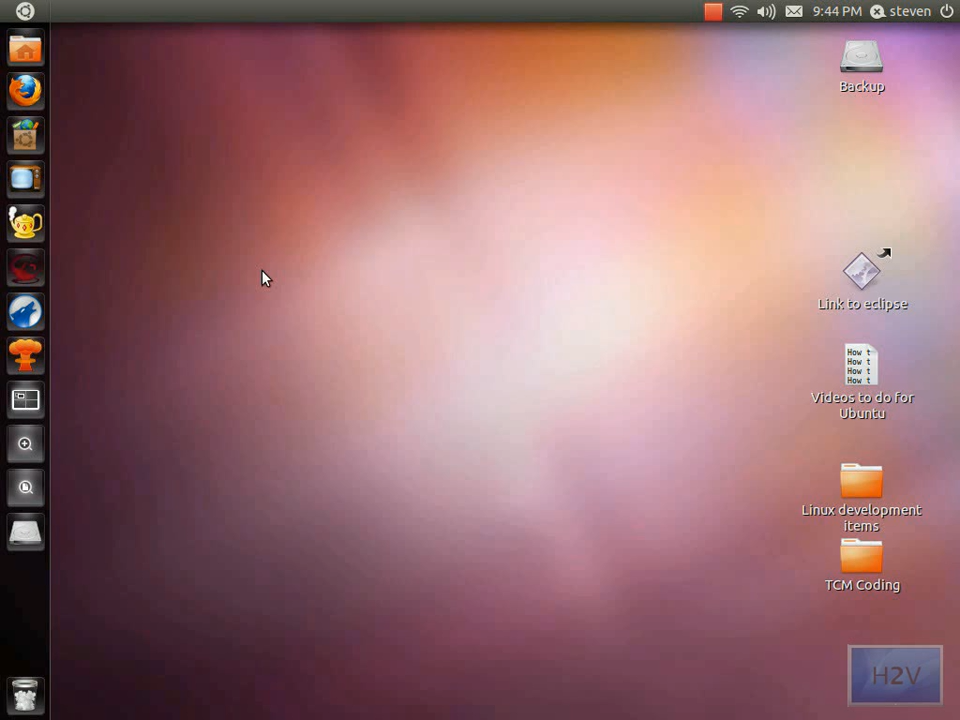 9:44 PM
steven
Backup
Link to eclipse
How t
How t
How t
How t
Videos to do for
Ubuntu
Linux development
items
TCM Coding
H2V